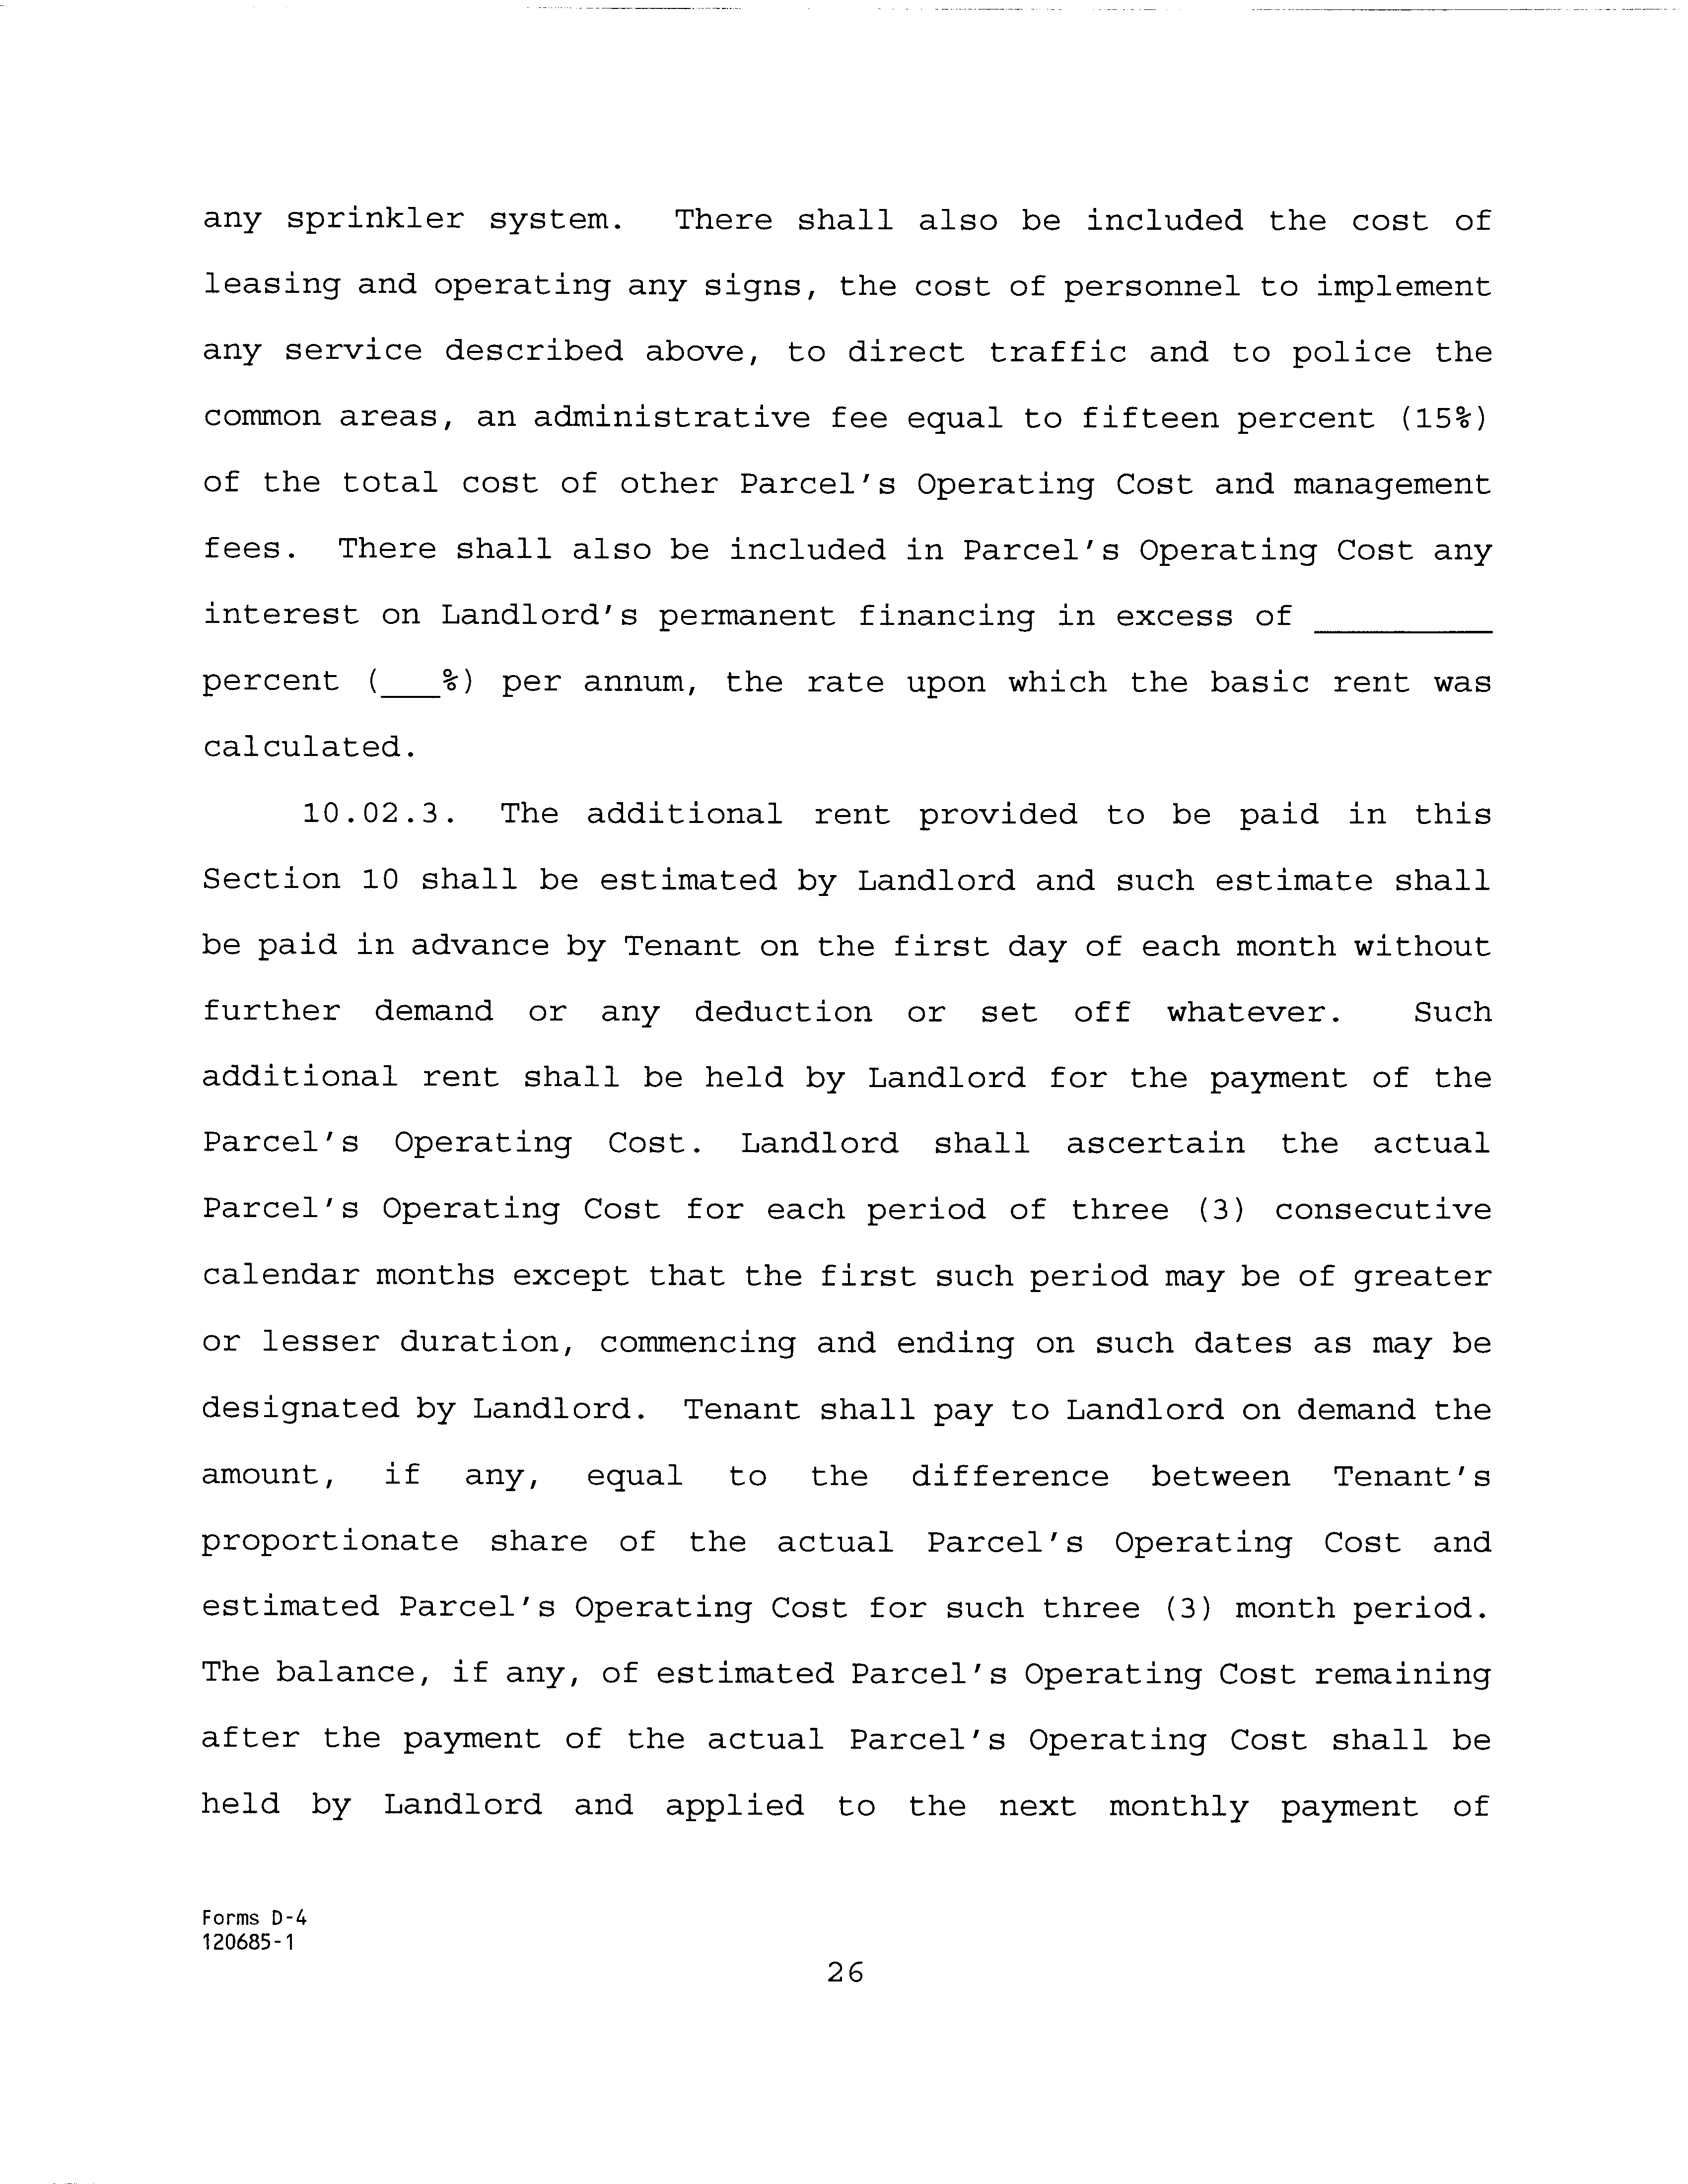 any sprinkler system. There shall also be included the cost of
leasing and operating any signs, the cost of personnel to implement
any service described above, to direct traffic and to police the
common areas, an administrative fee equal to fifteen percent (15%)
of the total cost of other Parcel's Operating Cost and management
fees. There shall also be included in Parcel's Operating Cost any
interest on Landlord's permanent financing in excess of _________
percent (___%) per annum, the rate upon which the basic rent was
calculated.
10.02.3. The additional rent provided to be paid in this
Section 10 shall be estimated by Landlord and such estimate shall
be paid in advance by Tenant on the first day of each month without
further demand or any deduction or set off whatever. Such
additional rent shall be held by Landlord for the payment of the
Parcel's Operating Cost. Landlord shall ascertain the actual
Parcel's Operating Cost for each period of three (3) consecutive
calendar months except that the first such period may be of greater
or lesser duration, commencing and ending on such dates as may be
designated by Landlord. Tenant shall pay to Landlord on demand the
amount, if any, equal to the difference between Tenant's
proportionate share of the actual Parcel's Operating Cost and
estimated Parcel's Operating Cost for such three (3) month period.
The balance, if any, of estimated Parcel's Operating Cost remaining
after the payment of the actual Parcel's Operating Cost shall be
held by Landlord and applied to the next monthly payment of
Forms D-4
120685-1
26